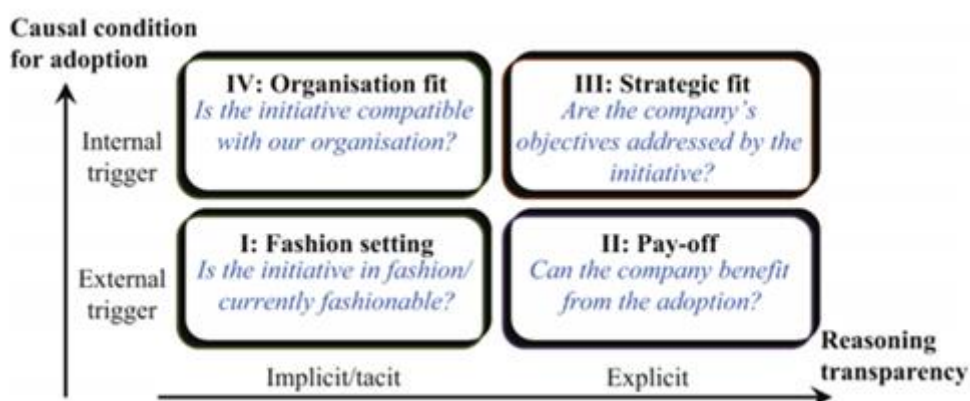 Causal condition
for adoption
IV: Organisation fit
Is the initiative compatible
with our organisation?
III: Strategic fit
Are the company's
objectives addressed by the
initiative?
Internal
trigger
I: Fashion setting
Is the initiative in fashion/
currently fashionable?
II: Pay-off
Can the company benefit
from the adoption?
External
trigger
Reasoning
transparency
Implicit/tacit
Explicit